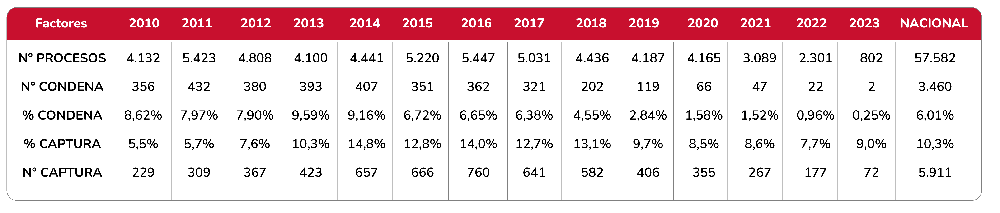 Factores 2010 2011 2012 2013 2014 2015 2016 2017 2018 2019 2020 2021 2022 2023 NACIONAL
N° PROCESOS 4.132 5.423 4.808 4.100 4.441 5.220 5.447 5.031 4.436 4.187 4.165 3.089 2.301 802 57.582
N° CONDENA 356 432 380 393 407 351 362 321 202 119 66 47 22 2 3.460
% CONDENA 8,62% 7,97% 7,90% 9,59% 9,16% 6,72% 6,65% 6,38% 4,55% 2,84% 1,58% 1,52% 0,96% 0,25% 6,01%
% CAPTURA 5,5% 5,7% 7,6% 10,3% 14,8% 12,8% 14,0% 12,7% 13,1% 9,7% 8,5% 8,6% 7,7% 9,0% 10,3%
N° CAPTURA 229 309 367 423 657 666 760 641 582 406 355 267 177 72 5.911